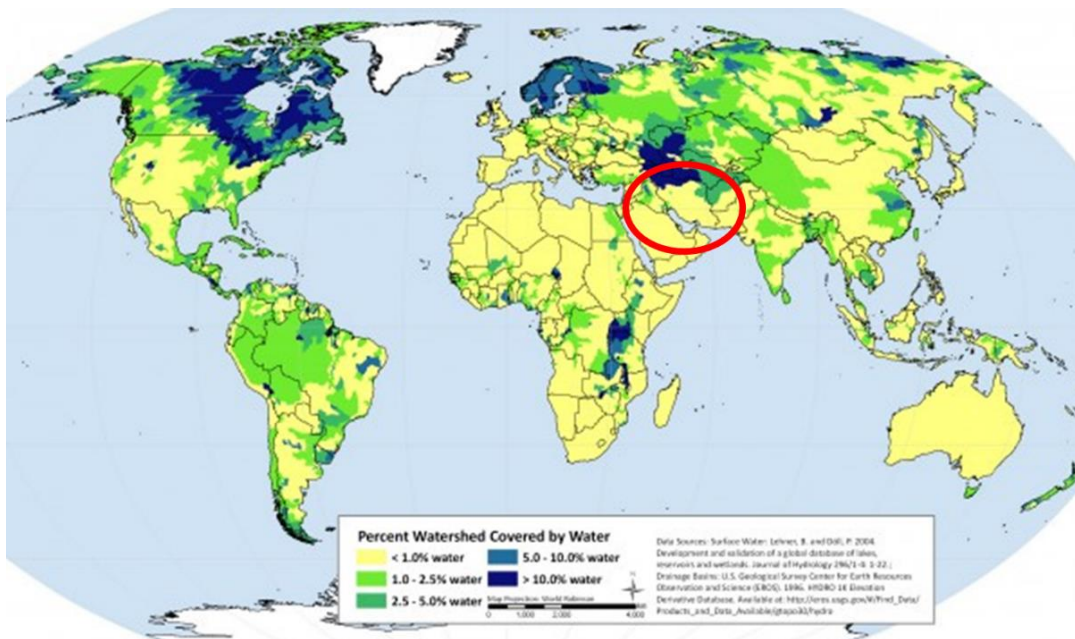 Percent Watershed Covered by Water
< 1.0% water
5.0 - 10.0% water
1.0 - 2.5% water
> 10.0% water
2.5 - 5.0% water
Map Projection: World Robinson
0 1,000 2,000 4,000
N
Data Sources: Surface Water: Lehner, B. and Döll, P. 2004.
Development and validation of a global database of lakes,
reservoirs and wetlands. Journal of Hydrology 296/1-4: 1-22.;
Drainage Basins: U.S. Geological Survey Center for Earth Resources
Observation and Science (EROS). 1996. HYDRO 1K Elevation
Derivative Database. Available at: http://eros.usgs.gov/#/Find_Data/
Products_and_Data_Available/gtopo30/hydro